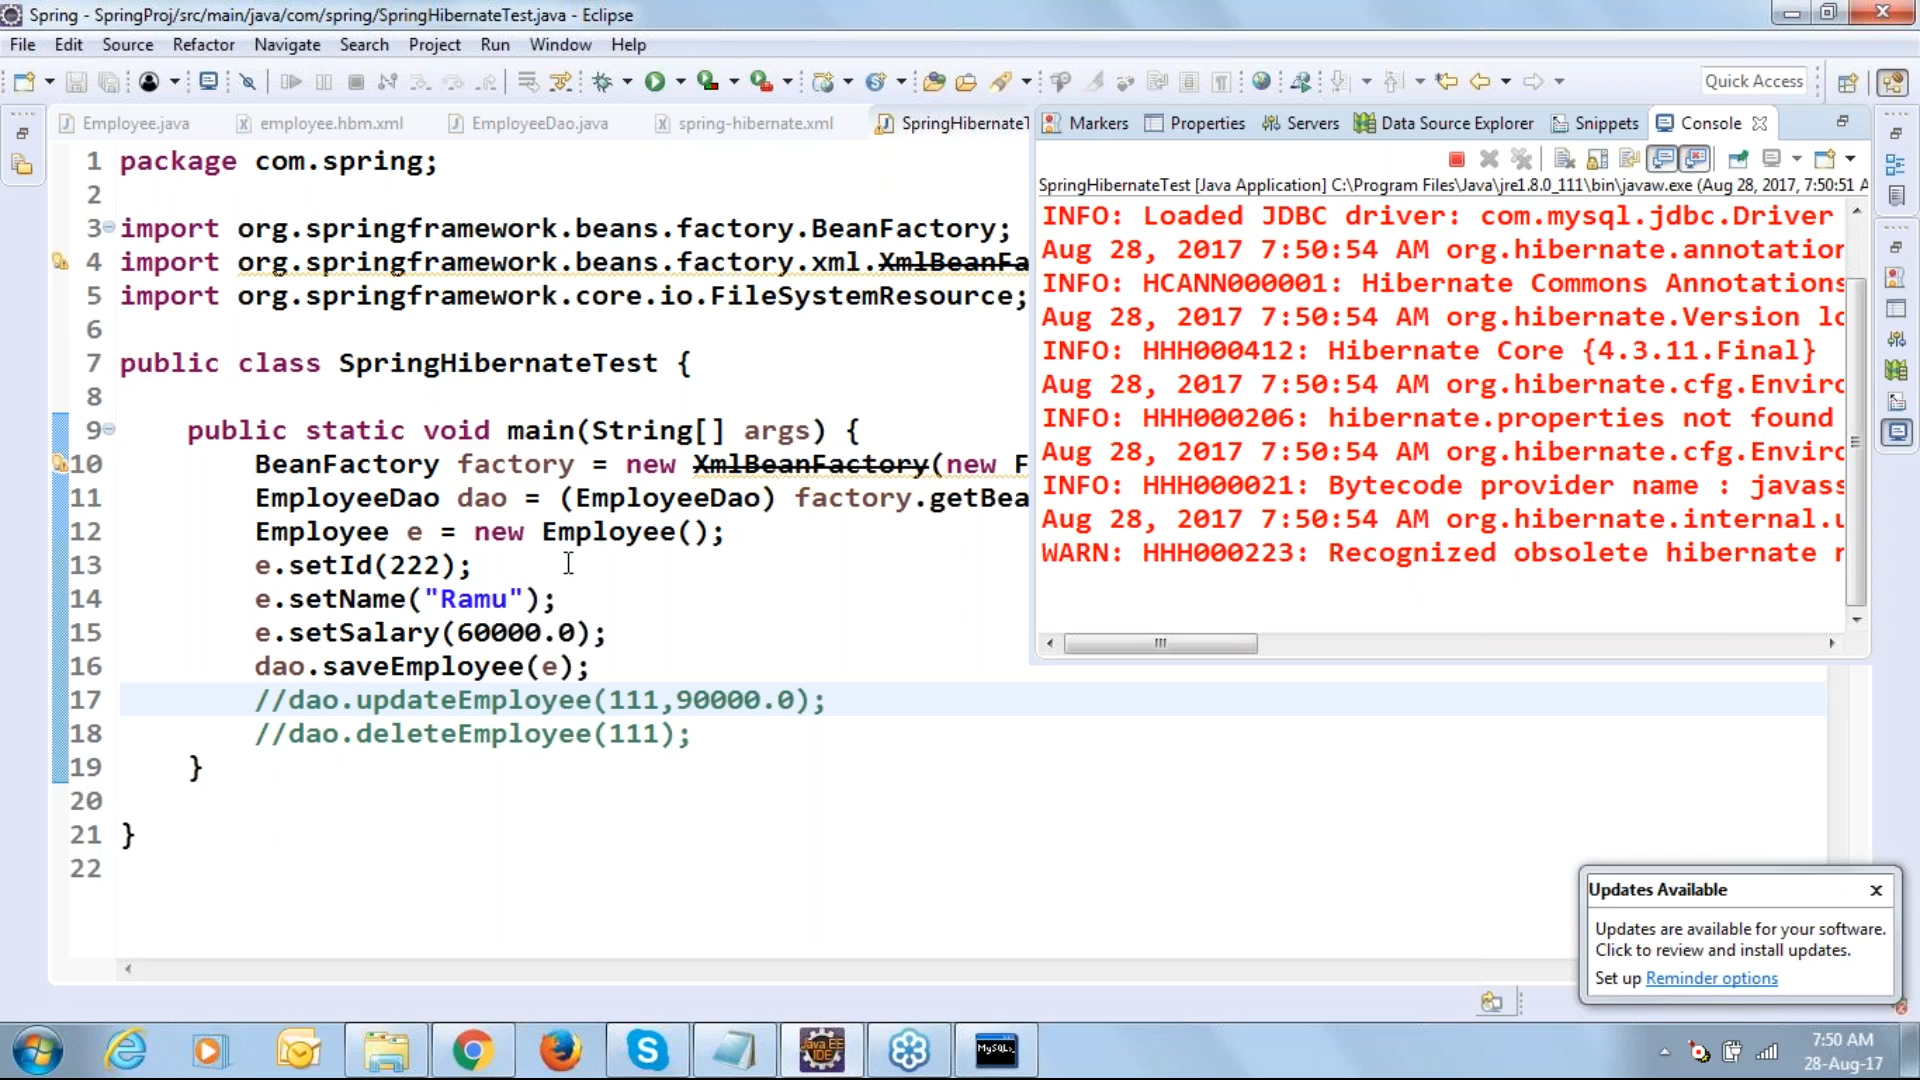 Spring - SpringProj/src/main/java/com/spring/SpringHibernateTest.java - Eclipse
File Edit Source Refactor Navigate Search Project Run Window Help
Quick Access
Employee.java employee.hbm.xml EmployeeDao.java spring-hibernate.xml SpringHibernateT
Markers Properties Servers Data Source Explorer Snippets Console
SpringHibernateTest [Java Application] C:\Program Files\Java\jre1.8.0_111\bin\javaw.exe (Aug 28, 2017, 7:50:51 A
INFO: Loaded JDBC driver: com.mysql.jdbc.Driver
Aug 28, 2017 7:50:54 AM org.hibernate.annotation
INFO: HCANN000001: Hibernate Commons Annotations
Aug 28, 2017 7:50:54 AM org.hibernate.Version lo
INFO: HHH000412: Hibernate Core {4.3.11.Final}
Aug 28, 2017 7:50:54 AM org.hibernate.cfg.Enviro
INFO: HHH000206: hibernate.properties not found
Aug 28, 2017 7:50:54 AM org.hibernate.cfg.Enviro
INFO: HHH000021: Bytecode provider name : javass
Aug 28, 2017 7:50:54 AM org.hibernate.internal.u
WARN: HHH000223: Recognized obsolete hibernate n
1 package com.spring;
2
3 import org.springframework.beans.factory.BeanFactory;
4 import org.springframework.beans.factory.xml.XmlBeanFa
5 import org.springframework.core.io.FileSystemResource;
6
7 public class SpringHibernateTest {
8
9 public static void main(String[] args) {
10 BeanFactory factory = new XmlBeanFactory(new F
11 EmployeeDao dao = (EmployeeDao) factory.getBea
12 Employee e = new Employee();
13 e.setId(222);
14 e.setName("Ramu");
15 e.setSalary(60000.0);
16 dao.saveEmployee(e);
17 //dao.updateEmployee(111,90000.0);
18 //dao.deleteEmployee(111);
19 }
20
21 }
22
Updates Available
Updates are available for your software.
Click to review and install updates.
Set up Reminder options
Java EE
IDE
MySQL
7:50 AM
28-Aug-17